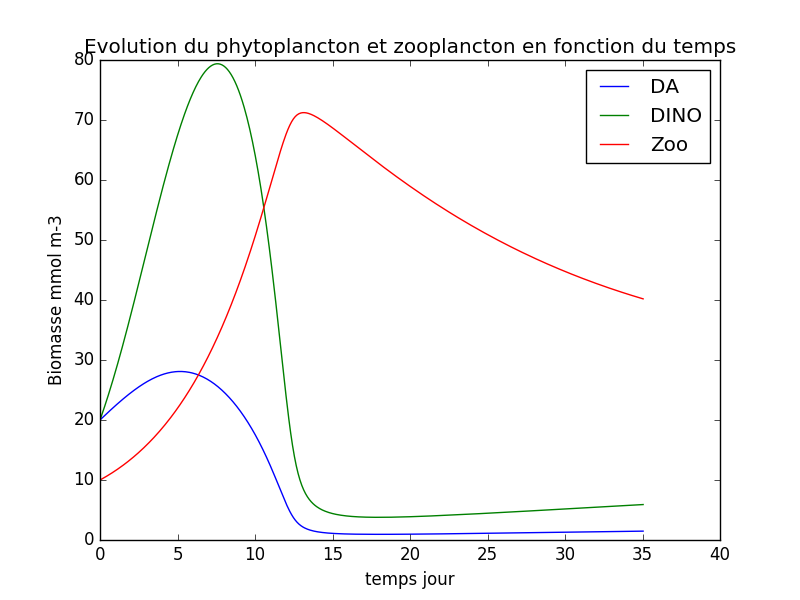 Evolution du phytoplancton et zooplancton en fonction du temps
80
70
60
50
40
30
20
10
0
Biomasse mmol m-3
DA
DINO
Zoo
0 5 10 15 20 25 30 35 40
temps jour